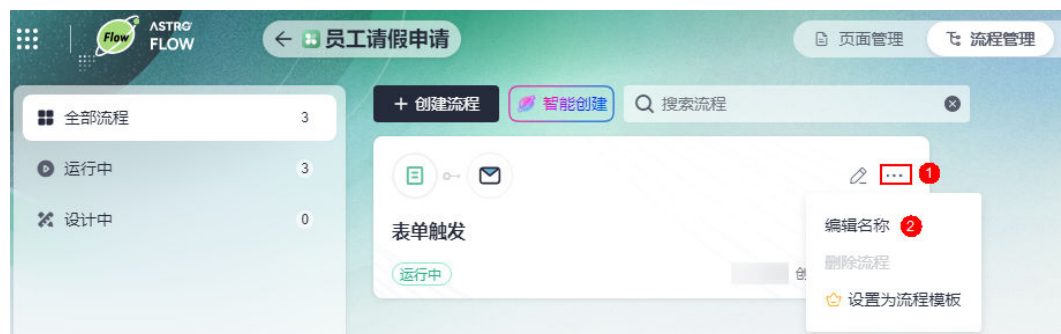 Flow ASTRO FLOW ← 员工请假申请 页面管理 流程管理
全部流程 3
+ 创建流程 智能创建 搜索流程
运行中 3
1
设计中 0
表单触发
编辑名称 2
运行中 创
删除流程
设置为流程模板